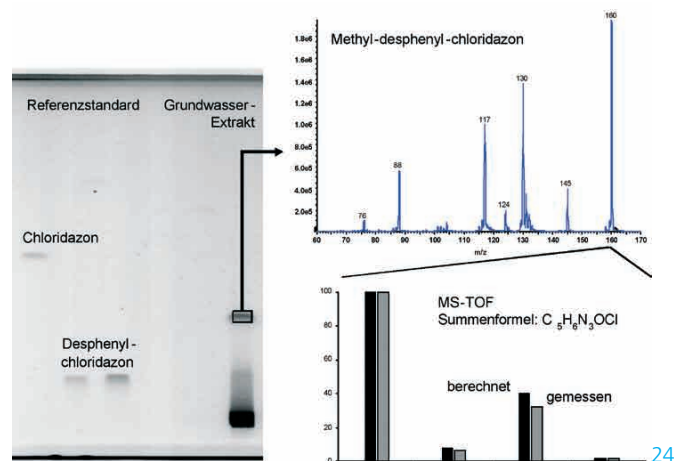 Referenzstandard
Grundwasser-
Extrakt
Chloridazon
Desphenyl-
chloridazon
Methyl-desphenyl-chloridazon
1.8e6
1.6e6
1.4e6
1.2e6
1.0e6
8.0e5
6.0e5
4.0e5
2.0e5
76
88
117
124
130
145
160
60 70 80 90 100 110 120 130 140 150 160 170
m/z
MS-TOF
Summenformel: C5H6N3OCl
berechnet
gemessen
100
80
60
40
20
0
24